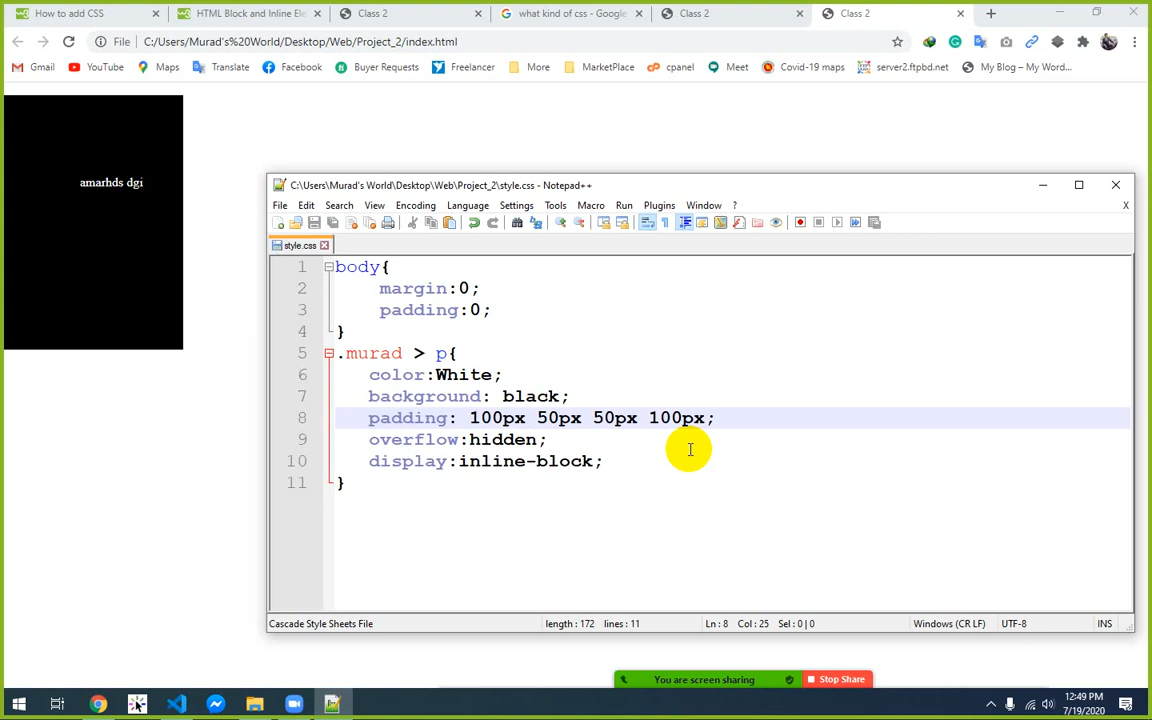 How to add CSS
HTML Block and Inline Ele
Class 2
what kind of css - Google
Class 2
Class 2
File
C:/Users/Murad's%20World/Desktop/Web/Project_2/index.html
Gmail
YouTube
Maps
Translate
Facebook
Buyer Requests
Freelancer
More
MarketPlace
cpanel
Meet
Covid-19 maps
server2.ftpbd.net
My Blog – My Word...
amarhds dgi
C:\Users\Murad's World\Desktop\Web\Project_2\style.css - Notepad++
File Edit Search View Encoding Language Settings Tools Macro Run Plugins Window ?
X
style.css
1 body{
2 margin:0;
3 padding:0;
4 }
5 .murad > p{
6 color:White;
7 background: black;
8 padding: 100px 50px 50px 100px;
9 overflow:hidden;
10 display:inline-block;
11 }
Cascade Style Sheets File
length : 172 lines : 11
Ln : 8 Col : 25 Sel : 0 | 0
Windows (CR LF)
UTF-8
INS
You are screen sharing
Stop Share
12:49 PM
7/19/2020